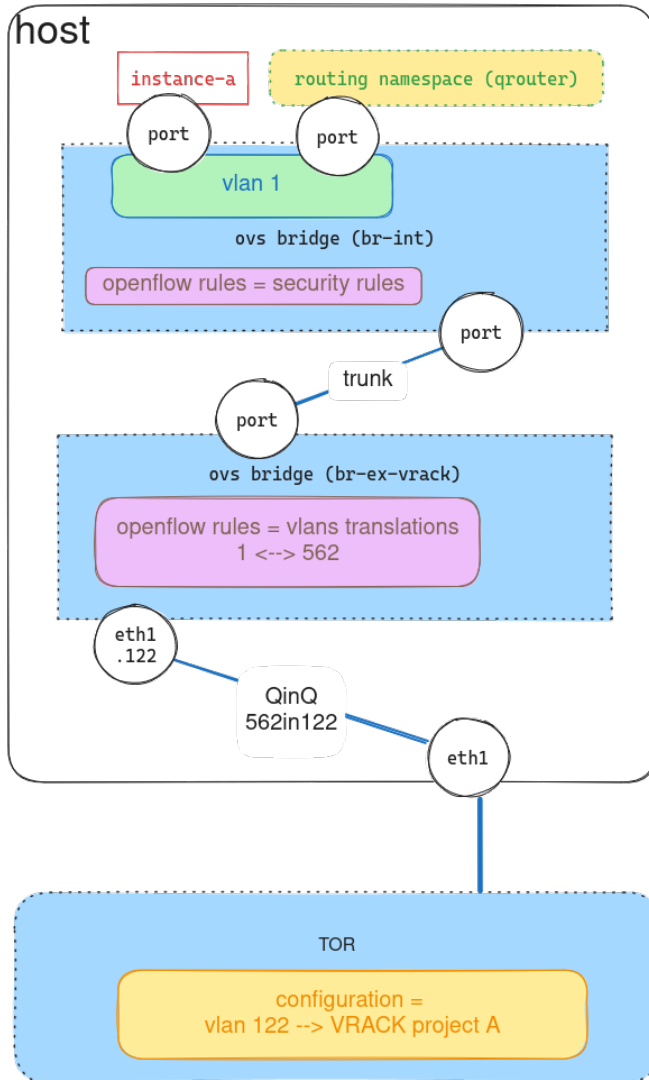 host
instance-a
routing namespace (qrouter)
port
port
vlan 1
ovs bridge (br-int)
openflow rules = security rules
port
trunk
port
ovs bridge (br-ex-vrack)
openflow rules = vlans translations
1 <--> 562
eth1
.122
QinQ
562in122
eth1
TOR
configuration =
vlan 122 --> VRACK project A